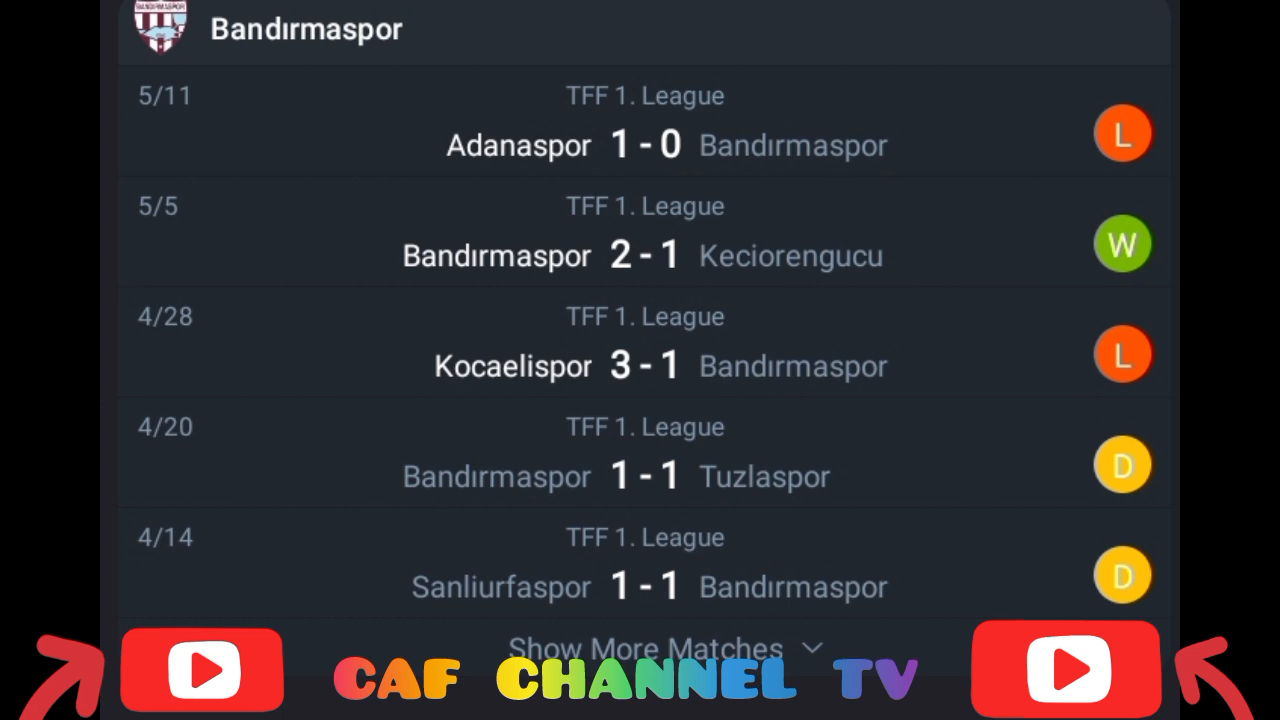 BANDIRMASPOR
Bandırmaspor
5/11
TFF 1. League
Adanaspor 1 - 0 Bandırmaspor
L
5/5
TFF 1. League
Bandırmaspor 2 - 1 Keciorengucu
W
4/28
TFF 1. League
Kocaelispor 3 - 1 Bandırmaspor
L
4/20
TFF 1. League
Bandırmaspor 1 - 1 Tuzlaspor
D
4/14
TFF 1. League
Sanliurfaspor 1 - 1 Bandırmaspor
D
Show More Matches
CAF CHANNEL TV